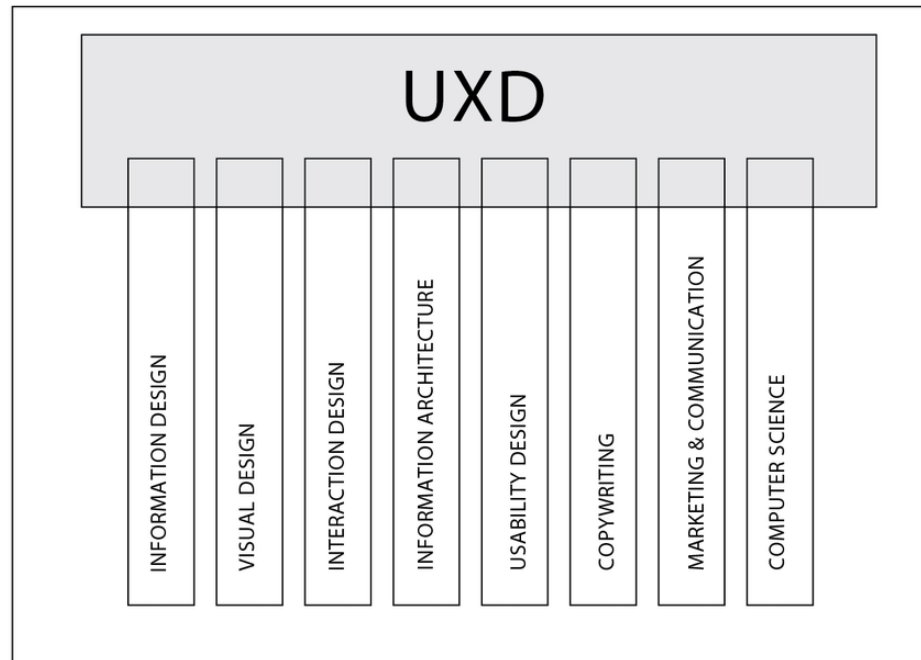 UXD
INFORMATION DESIGN
VISUAL DESIGN
INTERACTION DESIGN
INFORMATION ARCHITECTURE
USABILITY DESIGN
COPYWRITING
MARKETING & COMMUNICATION
COMPUTER SCIENCE